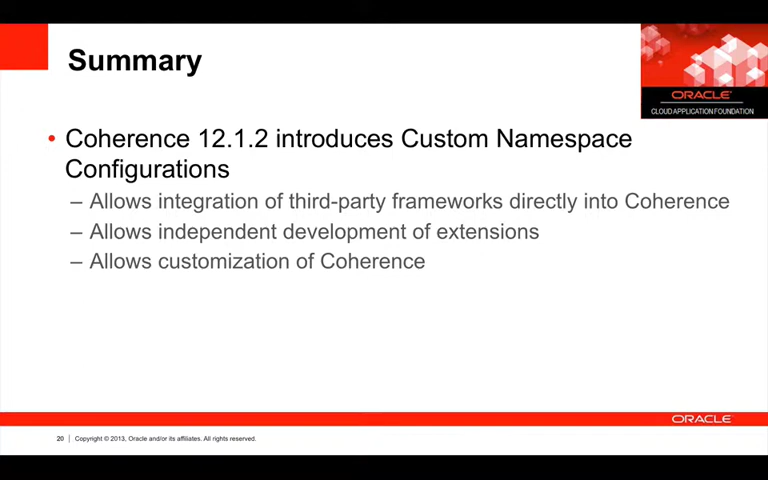 Summary
ORACLE
CLOUD APPLICATION FOUNDATION
• Coherence 12.1.2 introduces Custom Namespace
Configurations
– Allows integration of third-party frameworks directly into Coherence
– Allows independent development of extensions
– Allows customization of Coherence
ORACLE
20 | Copyright © 2013, Oracle and/or its affiliates. All rights reserved.